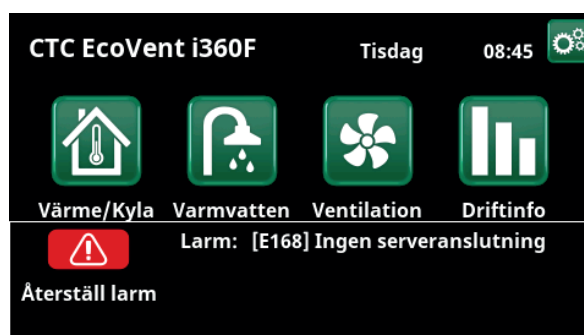 CTC EcoVent i360F Tisdag 08:45
Värme/Kyla Varmvatten Ventilation Driftinfo
Larm: [E168] Ingen serveranslutning
Återställ larm